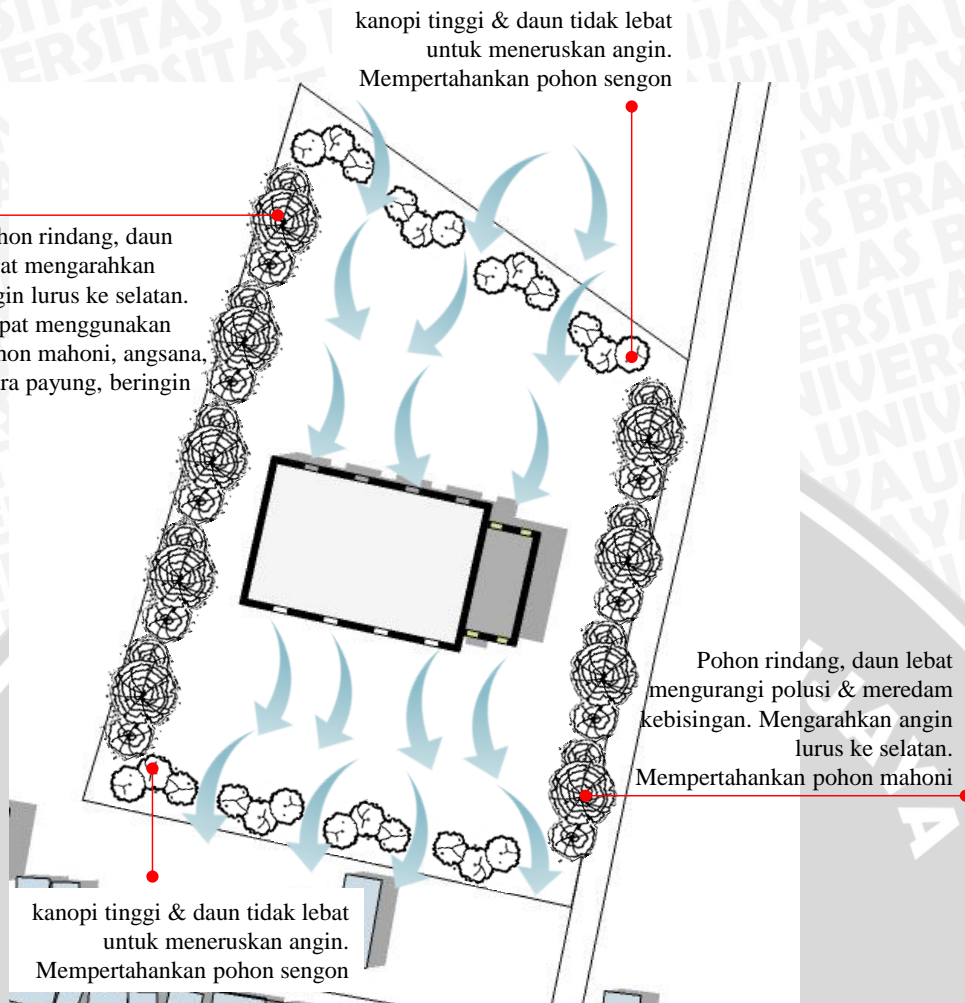 kanopi tinggi & daun tidak lebat
untuk meneruskan angin.
Mempertahankan pohon sengon
hon rindang, daun
at mengarahkan
gin lurus ke selatan.
pat menggunakan
hon mahoni, angsana,
ra payung, beringin
Pohon rindang, daun lebat
mengurangi polusi & meredam
kebisingan. Mengarahkan angin
lurus ke selatan.
Mempertahankan pohon mahoni
kanopi tinggi & daun tidak lebat
untuk meneruskan angin.
Mempertahankan pohon sengon